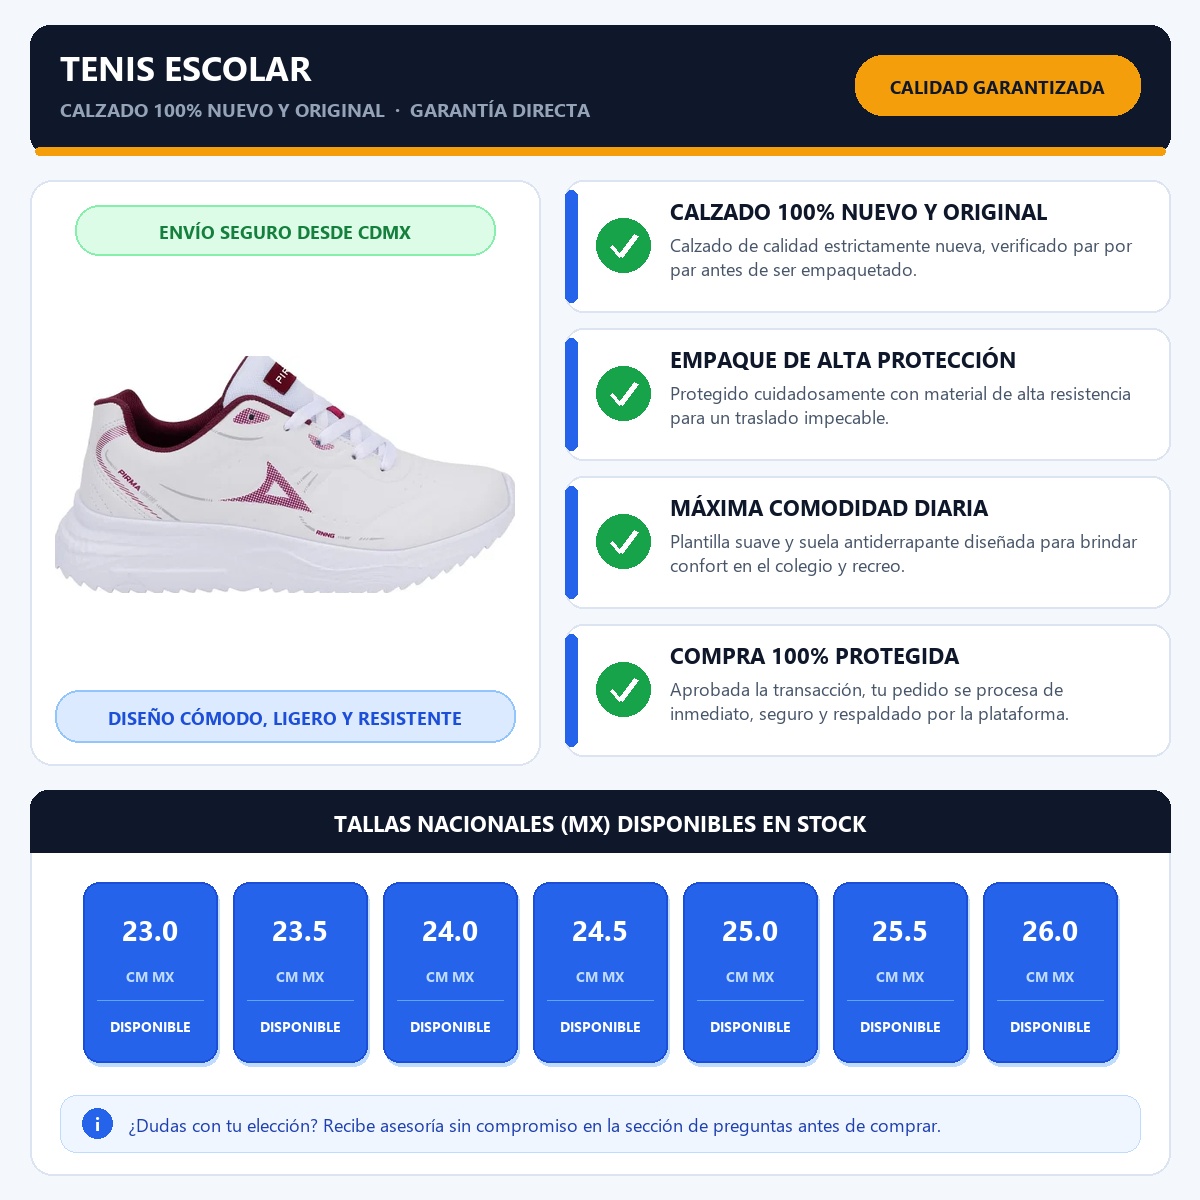 TENIS ESCOLAR
CALZADO 100% NUEVO Y ORIGINAL · GARANTÍA DIRECTA
CALIDAD GARANTIZADA
ENVÍO SEGURO DESDE CDMX
PIRMA
RNNG
DISEÑO CÓMODO, LIGERO Y RESISTENTE
CALZADO 100% NUEVO Y ORIGINAL
Calzado de calidad estrictamente nueva, verificado par por
par antes de ser empaquetado.
EMPAQUE DE ALTA PROTECCIÓN
Protegido cuidadosamente con material de alta resistencia
para un traslado impecable.
MÁXIMA COMODIDAD DIARIA
Plantilla suave y suela antiderrapante diseñada para brindar
confort en el colegio y recreo.
COMPRA 100% PROTEGIDA
Aprobada la transacción, tu pedido se procesa de
inmediato, seguro y respaldado por la plataforma.
TALLAS NACIONALES (MX) DISPONIBLES EN STOCK
23.0 23.5 24.0 24.5 25.0 25.5 26.0
CM MX CM MX CM MX CM MX CM MX CM MX CM MX
DISPONIBLE DISPONIBLE DISPONIBLE DISPONIBLE DISPONIBLE DISPONIBLE DISPONIBLE
¿Dudas con tu elección? Recibe asesoría sin compromiso en la sección de preguntas antes de comprar.